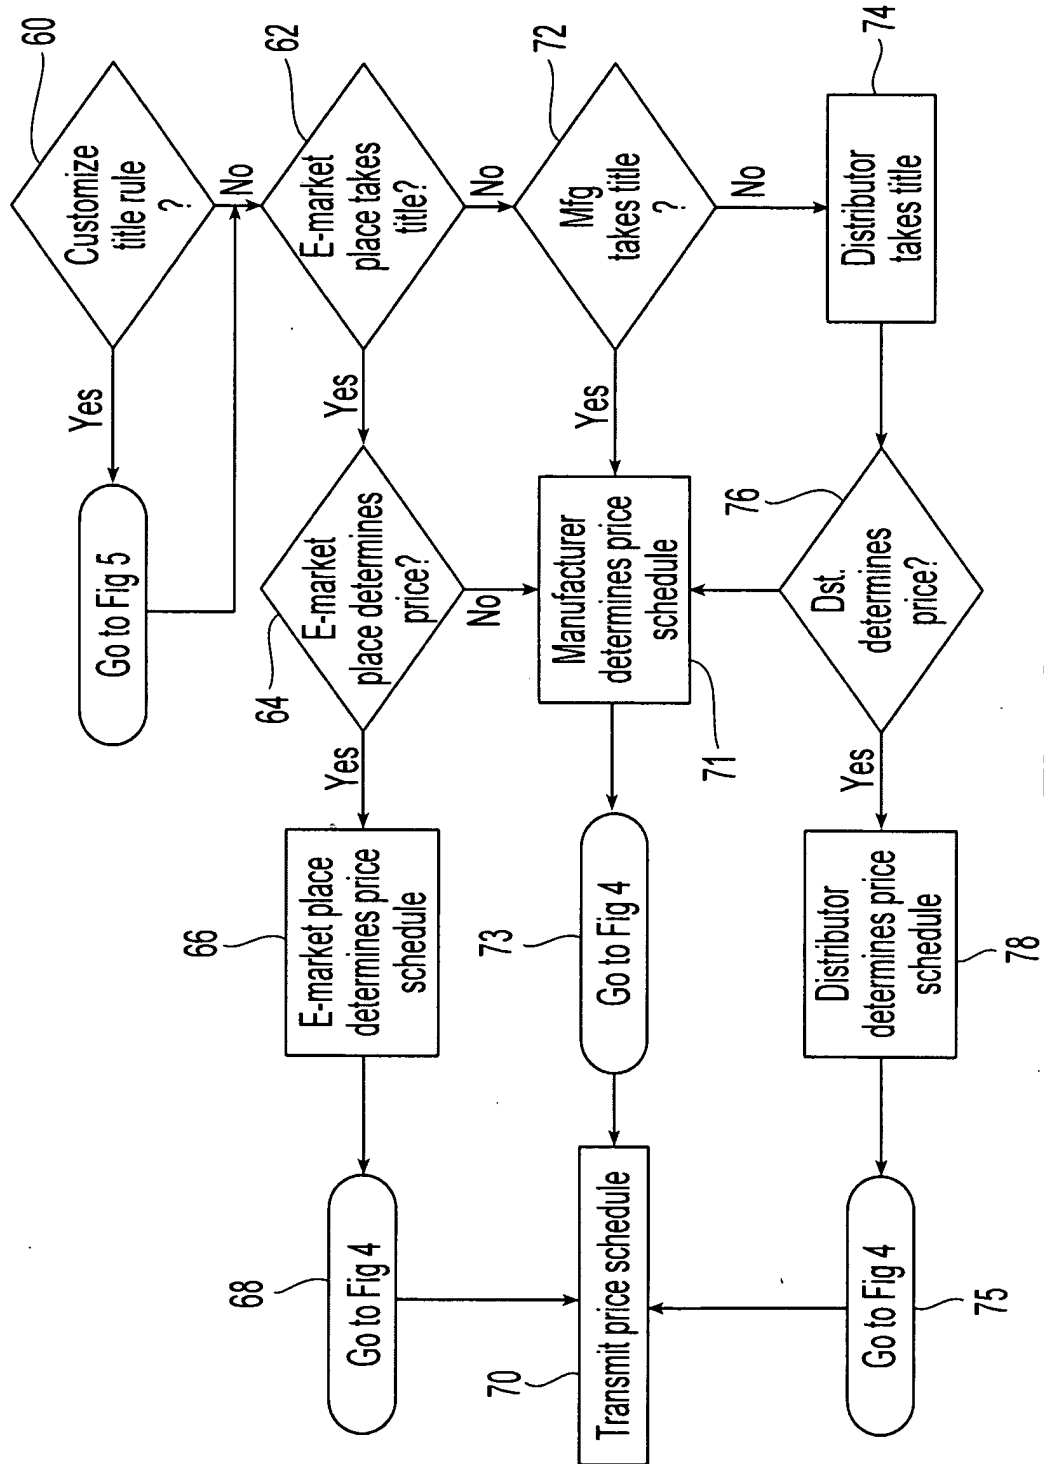 60
Customize
title rule
?
Yes
No
Go to Fig 5
62
E-market
place takes
title?
Yes
No
64
E-market
place determines
price?
Yes
No
66
E-market place
determines price
schedule
68
Go to Fig 4
72
Mfg
takes title
?
Yes
No
Manufacturer
determines price
schedule
71
73
Go to Fig 4
70
Transmit price schedule
74
Distributor
takes title
76
Dst.
determines
price?
Yes
Distributor
determines price
schedule
78
Go to Fig 4
75